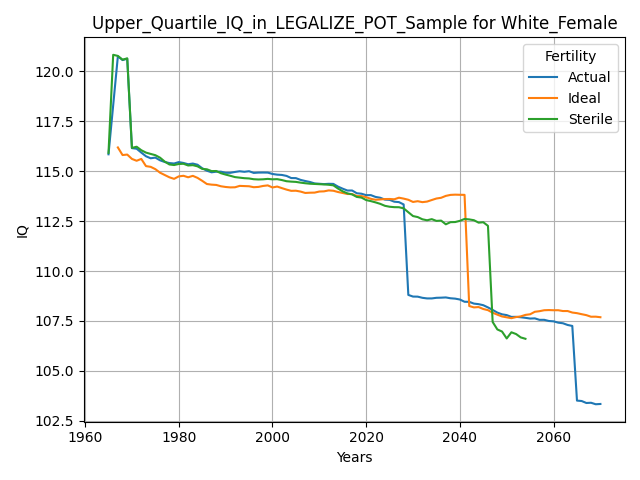 Upper_Quartile_IQ_in_LEGALIZE_POT_Sample for White_Female
Fertility
Actual
Ideal
Sterile
IQ
120.0
117.5
115.0
112.5
110.0
107.5
105.0
102.5
1960
1980
2000
2020
2040
2060
Years